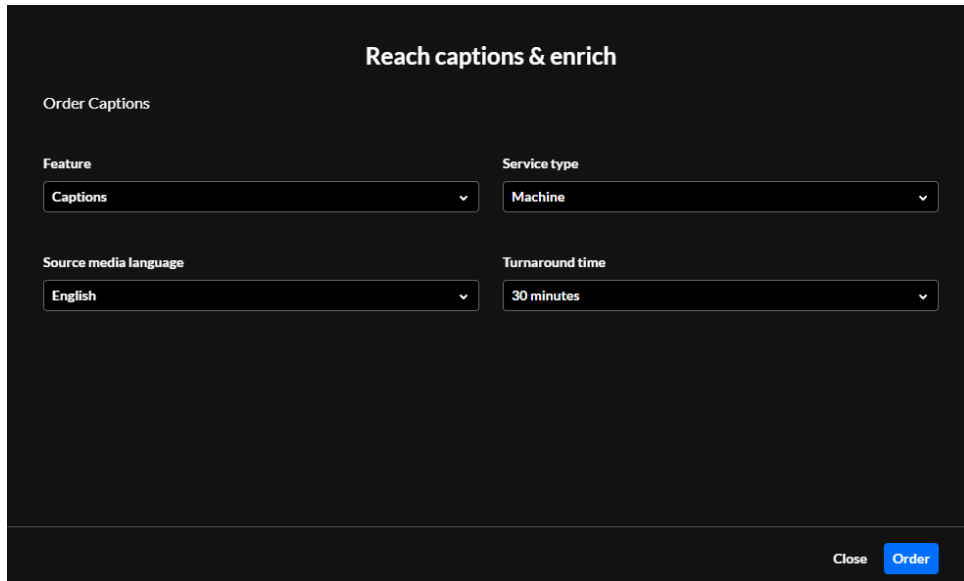 Reach captions & enrich
Order Captions
Feature
Service type
Captions
Machine
Source media language
Turnaround time
English
30 minutes
Close
Order